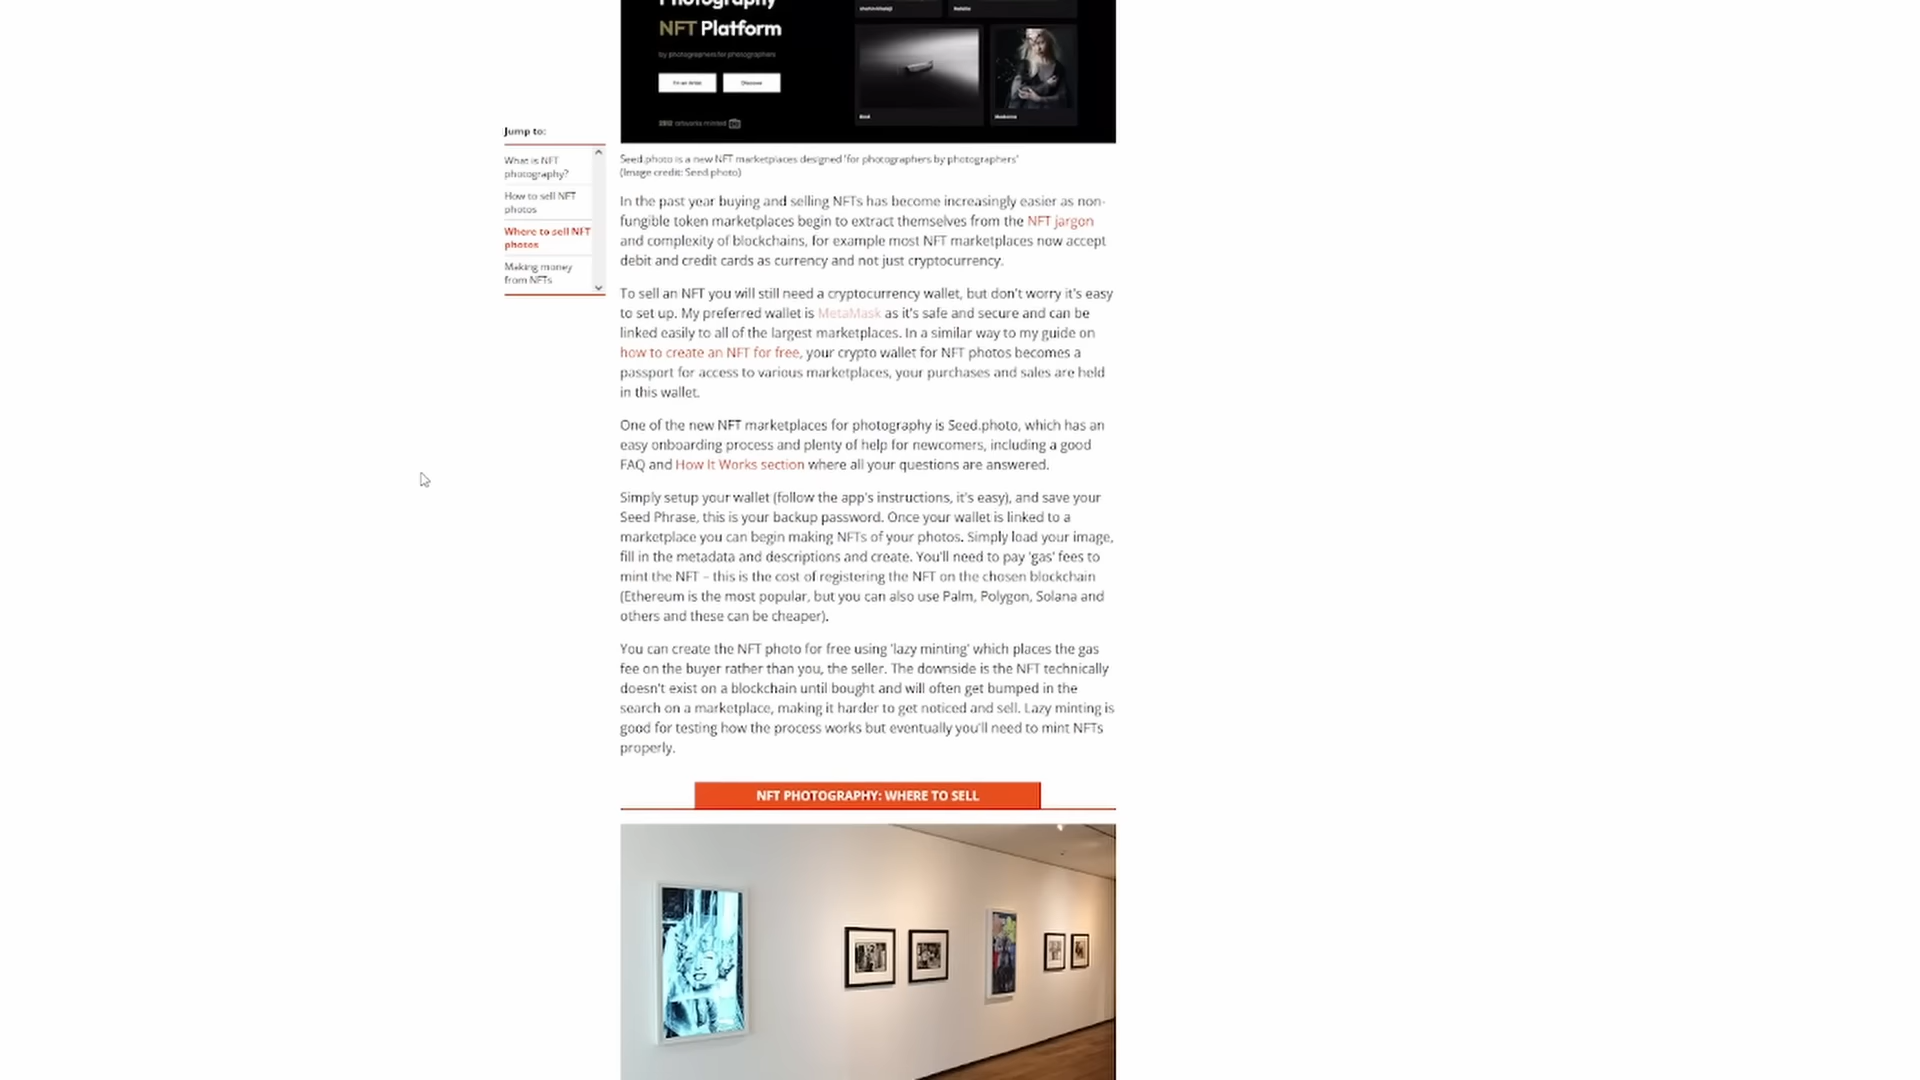 Photography
NFT Platform
by photographers for photographers
I'm an Artist
Discover
artworks minted
Jump to:
What is NFT
photography?
How to sell NFT
photos
Where to sell NFT
photos
Making money
from NFTs
Seed.photo is a new NFT marketplaces designed 'for photographers by photographers'
(Image credit: Seed.photo)
In the past year buying and selling NFTs has become increasingly easier as non-
fungible token marketplaces begin to extract themselves from the NFT jargon
and complexity of blockchains, for example most NFT marketplaces now accept
debit and credit cards as currency and not just cryptocurrency.
To sell an NFT you will still need a cryptocurrency wallet, but don't worry it's easy
to set up. My preferred wallet is MetaMask as it's safe and secure and can be
linked easily to all of the largest marketplaces. In a similar way to my guide on
how to create an NFT for free, your crypto wallet for NFT photos becomes a
passport for access to various marketplaces, your purchases and sales are held
in this wallet.
One of the new NFT marketplaces for photography is Seed.photo, which has an
easy onboarding process and plenty of help for newcomers, including a good
FAQ and How It Works section where all your questions are answered.
Simply setup your wallet (follow the app's instructions, it's easy), and save your
Seed Phrase, this is your backup password. Once your wallet is linked to a
marketplace you can begin making NFTs of your photos. Simply load your image,
fill in the metadata and descriptions and create. You'll need to pay 'gas' fees to
mint the NFT – this is the cost of registering the NFT on the chosen blockchain
(Ethereum is the most popular, but you can also use Palm, Polygon, Solana and
others and these can be cheaper).
You can create the NFT photo for free using 'lazy minting' which places the gas
fee on the buyer rather than you, the seller. The downside is the NFT technically
doesn't exist on a blockchain until bought and will often get bumped in the
search on a marketplace, making it harder to get noticed and sell. Lazy minting is
good for testing how the process works but eventually you'll need to mint NFTs
properly.
NFT PHOTOGRAPHY: WHERE TO SELL